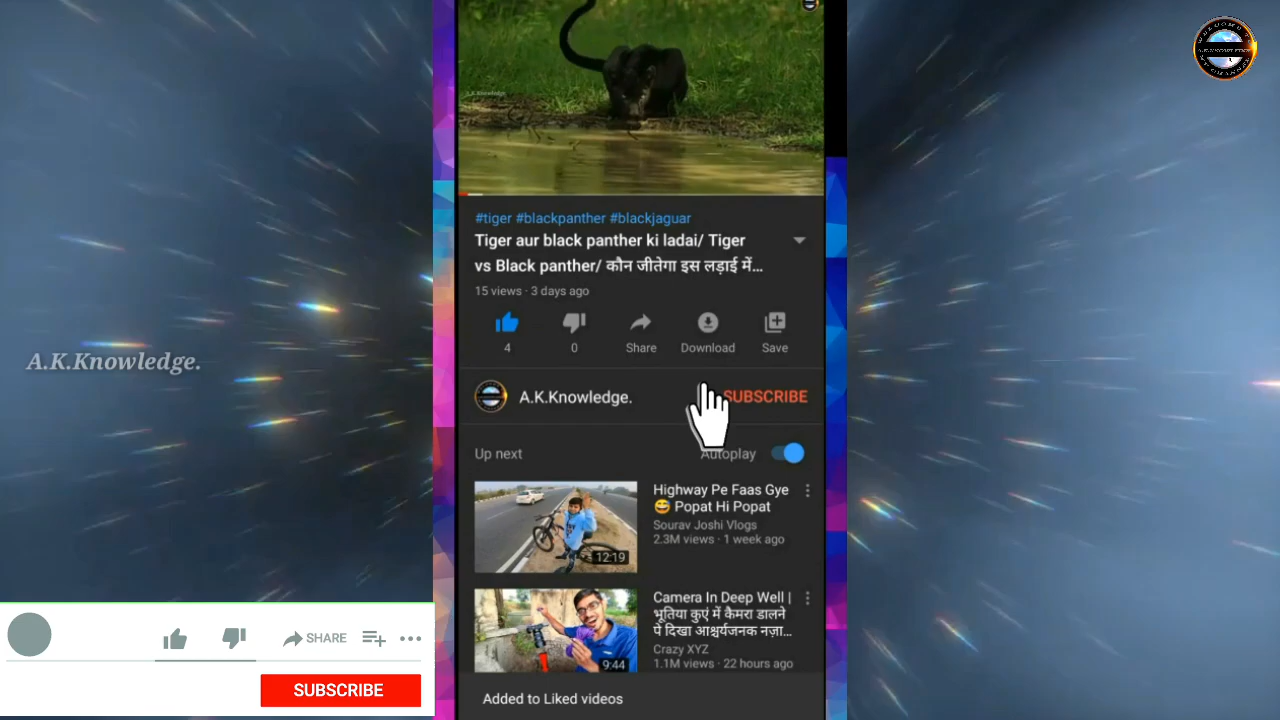 A.K.Knowledge
#tiger #blackpanther #blackjaguar
Tiger aur black panther ki ladai/ Tiger
vs Black panther/ कौन जीतेगा इस लड़ाई में...
15 views · 3 days ago
4
0
Share
Download
Save
A.K.Knowledge.
SUBSCRIBE
Up next
Autoplay
Highway Pe Faas Gye
😅 Popat Hi Popat
Sourav Joshi Vlogs
2.3M views · 1 week ago
12:19
Camera In Deep Well |
भूतिया कुएं में कैमरा डालने
पे दिखा आश्चर्यजनक नज़ा...
Crazy XYZ
1.1M views · 22 hours ago
9:44
Added to Liked videos
A.K.Knowledge.
SHARE
SUBSCRIBE